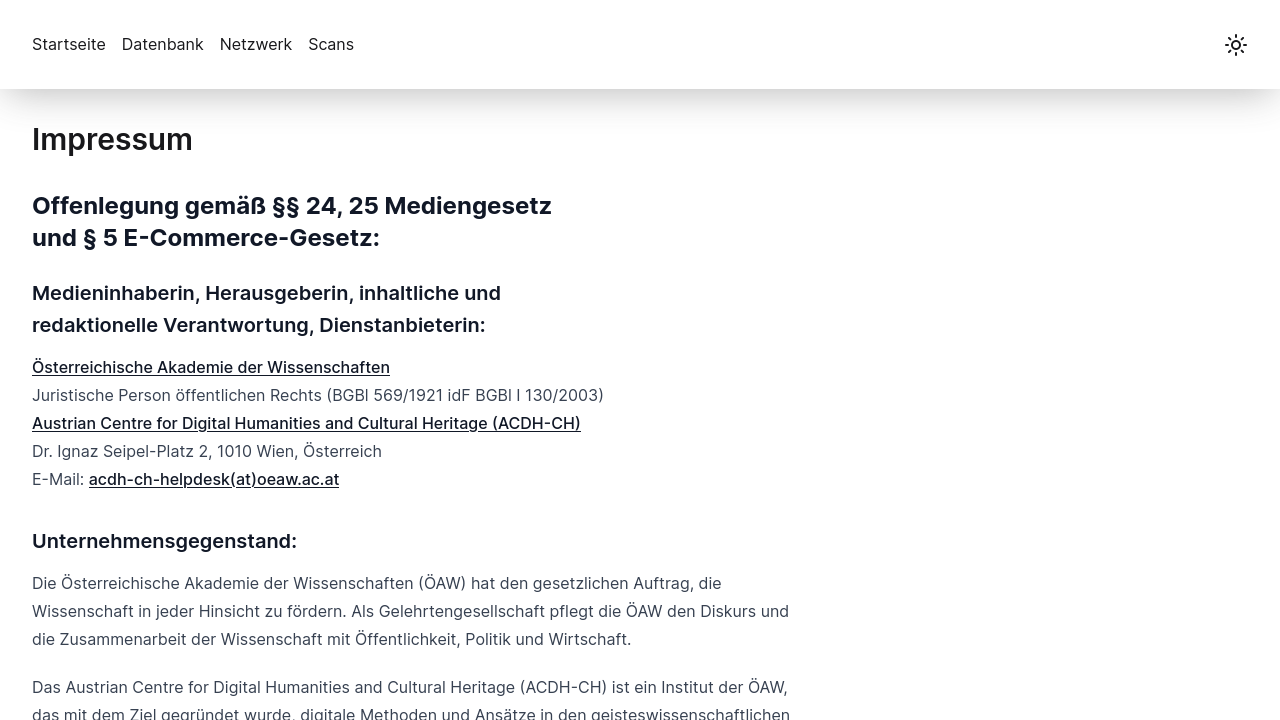 Startseite Datenbank Netzwerk Scans
Impressum
Offenlegung gemäß §§ 24, 25 Mediengesetz
und § 5 E-Commerce-Gesetz:
Medieninhaberin, Herausgeberin, inhaltliche und
redaktionelle Verantwortung, Dienstanbieterin:
Österreichische Akademie der Wissenschaften
Juristische Person öffentlichen Rechts (BGBl 569/1921 idF BGBl I 130/2003)
Austrian Centre for Digital Humanities and Cultural Heritage (ACDH-CH)
Dr. Ignaz Seipel-Platz 2, 1010 Wien, Österreich
E-Mail: acdh-ch-helpdesk(at)oeaw.ac.at
Unternehmensgegenstand:
Die Österreichische Akademie der Wissenschaften (ÖAW) hat den gesetzlichen Auftrag, die
Wissenschaft in jeder Hinsicht zu fördern. Als Gelehrtengesellschaft pflegt die ÖAW den Diskurs und
die Zusammenarbeit der Wissenschaft mit Öffentlichkeit, Politik und Wirtschaft.
Das Austrian Centre for Digital Humanities and Cultural Heritage (ACDH-CH) ist ein Institut der ÖAW,
das mit dem Ziel gegründet wurde, digitale Methoden und Ansätze in den geisteswissenschaftlichen